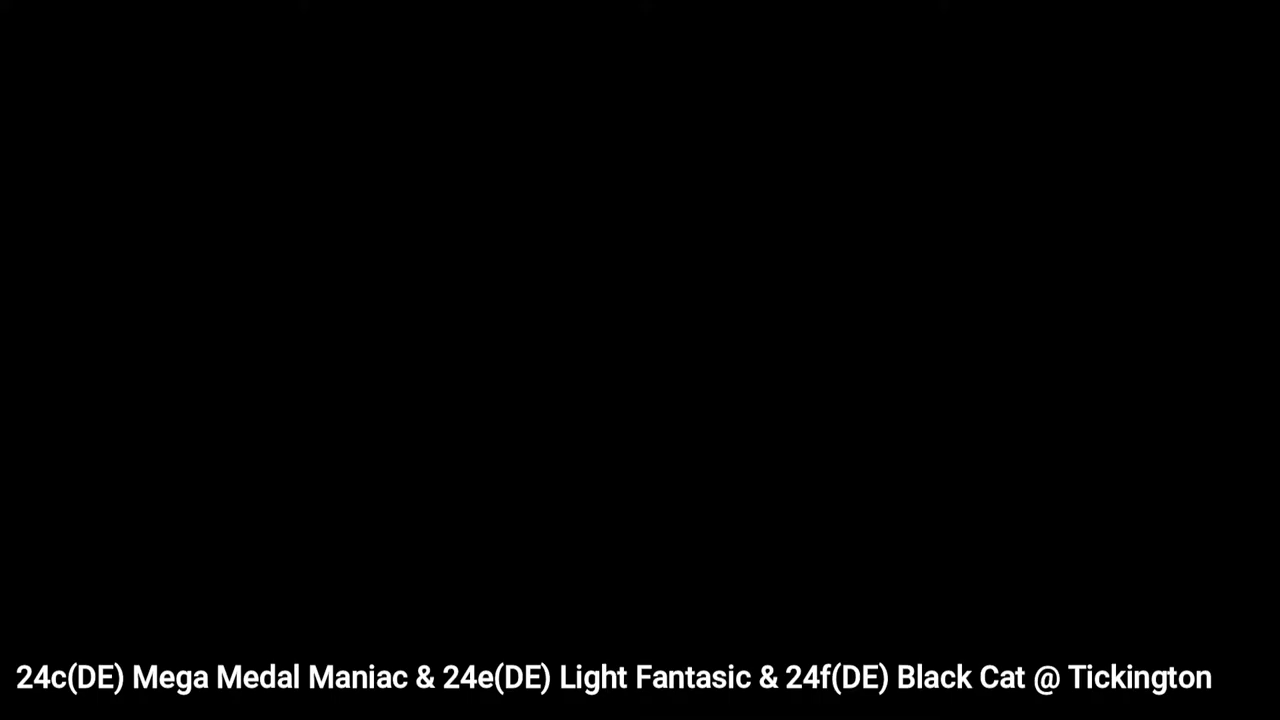 24c(DE) Mega Medal Maniac & 24e(DE) Light Fantasic & 24f(DE) Black Cat @ Tickington